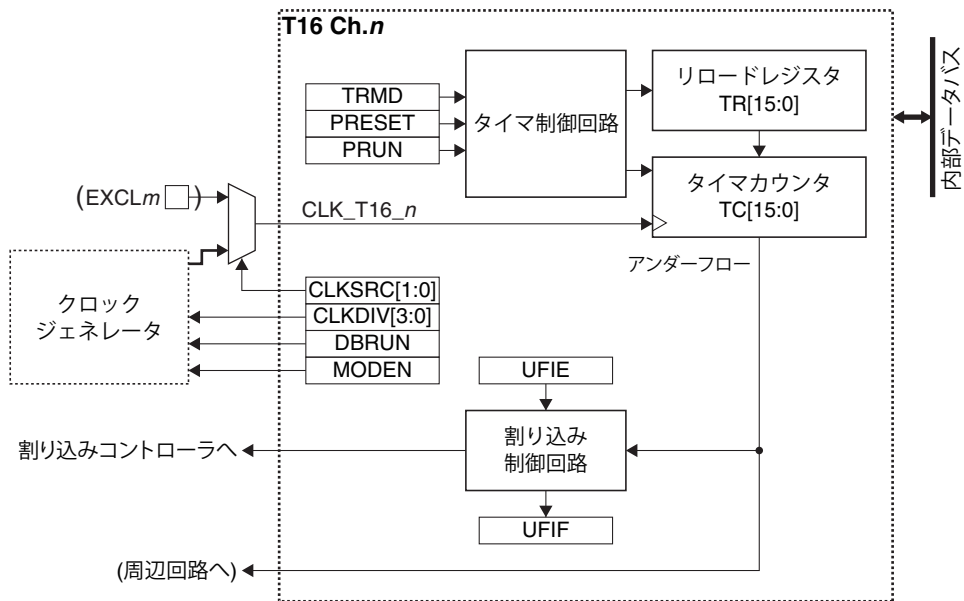 T16 Ch.n
リロードレジスタ
TR[15:0]
TRMD
PRESET
PRUN
タイマ制御回路
内部データバス
タイマカウンタ
TC[15:0]
(EXCLm )
CLK_T16_n
アンダーフロー
クロック
ジェネレータ
CLKSRC[1:0]
CLKDIV[3:0]
DBRUN
MODEN
UFIE
割り込みコントローラへ
割り込み
制御回路
UFIF
(周辺回路へ)